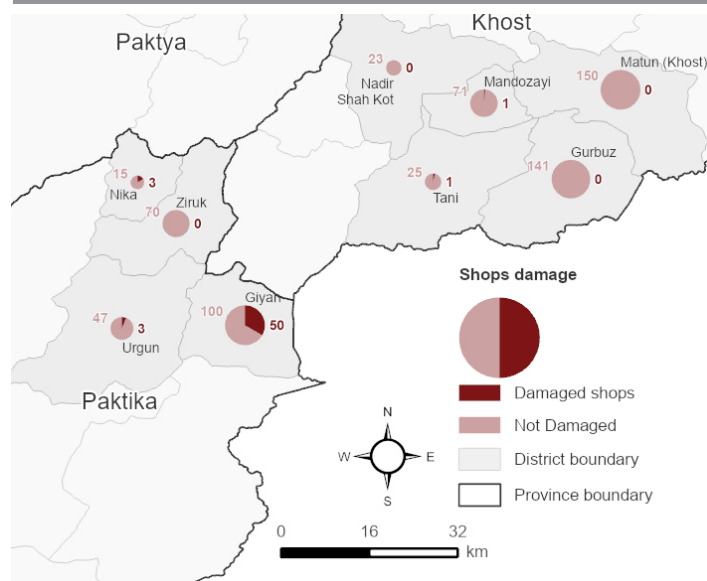 Khost
Paktya
23
0
Nadir
Shah Kot
Matun (Khost)
150
0
Mandozayi
71
1
Gurbuz
141
0
25
1
Tani
15
3
Nika
Ziruk
70
0
Giyan
100
50
47
3
Urgun
Paktika
Shops damage
Damaged shops
Not Damaged
District boundary
Province boundary
N
W
E
S
0
16
32
km